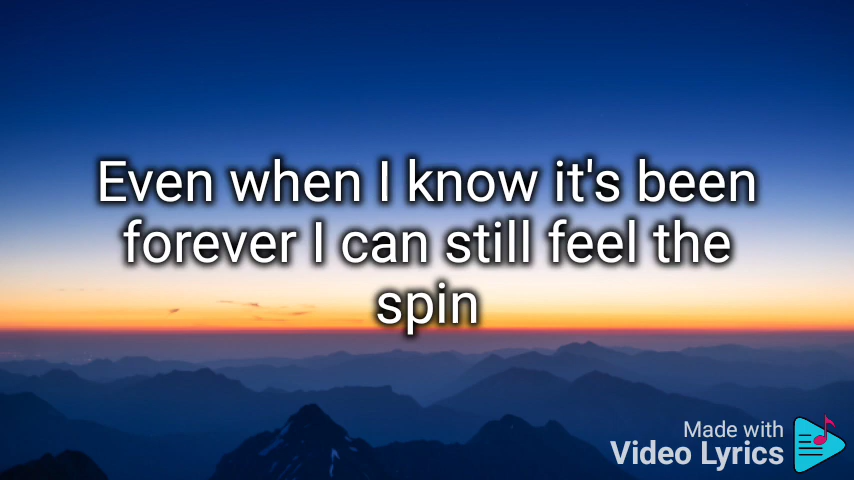 Even when I know it's been
forever I can still feel the
spin
Made with
Video Lyrics